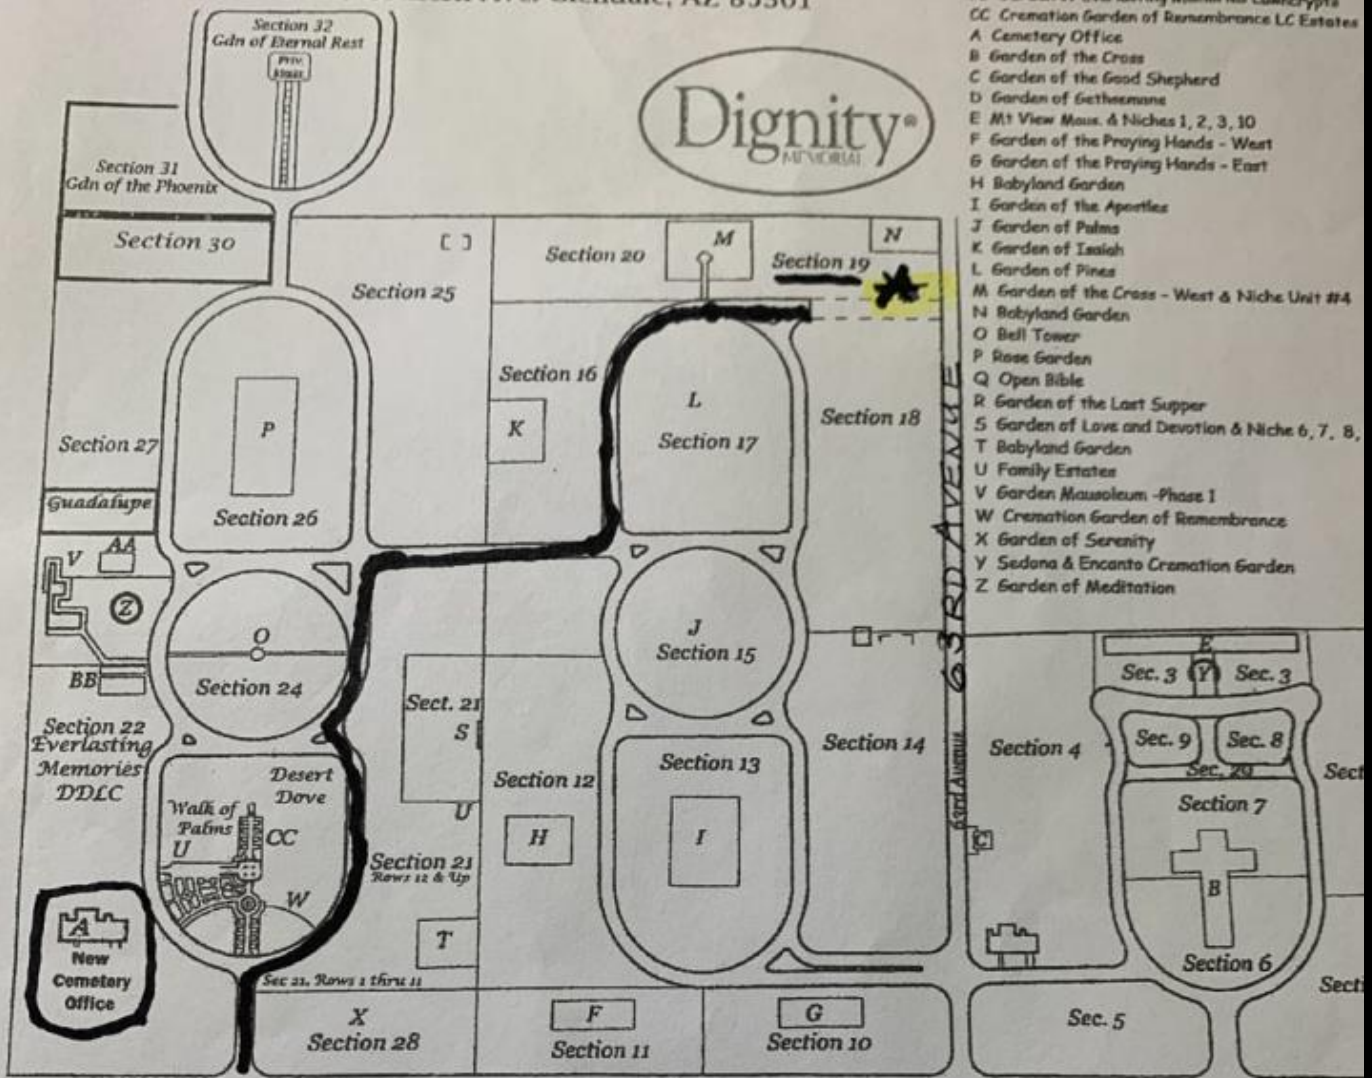 Glendale, AZ 85301
CC Cremation Garden of Remembrance LC Estates
A Cemetery Office
B Garden of the Cross
C Garden of the Good Shepherd
D Garden of Gethsemane
E Mt View Maus. & Niches 1, 2, 3, 10
F Garden of the Praying Hands - West
G Garden of the Praying Hands - East
H Babyland Garden
I Garden of the Apostles
J Garden of Palms
K Garden of Isaiah
L Garden of Pines
M Garden of the Cross - West & Niche Unit #4
N Babyland Garden
O Bell Tower
P Rose Garden
Q Open Bible
R Garden of the Last Supper
S Garden of Love and Devotion & Niche 6, 7, 8,
T Babyland Garden
U Family Estates
V Garden Mausoleum -Phase 1
W Cremation Garden of Remembrance
X Garden of Serenity
Y Sedona & Encanto Cremation Garden
Z Garden of Meditation
Dignity®
MEMORIAL
Section 32
Gdn of Eternal Rest
Priv.
Maus.
Section 31
Gdn of the Phoenix
Section 30
Section 25
Section 20
M
Section 19
N
Section 16
K
L
Section 17
Section 18
P
Section 27
Guadalupe
Section 26
V
AA
Z
O
Section 24
BB
Section 22
Everlasting
Memories
DDLC
J
Section 15
63RD AVENUE
63rd Avenue
Sect. 21
S
U
Section 12
H
Section 13
I
Section 14
Section 4
C
E
Sec. 3
Y
Sec. 3
Sec. 9
Sec. 8
Sec. 29
Sect
Section 7
B
Section 6
Sect
Desert
Dove
Walk of
Palms
U
CC
W
Section 21
Rows 12 & Up
T
Sec 21, Rows 1 thru 11
A
New
Cemetery
Office
X
Section 28
F
Section 11
G
Section 10
Sec. 5